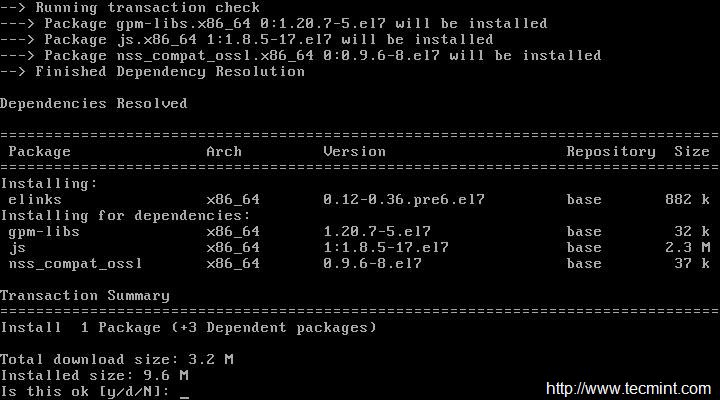 --> Running transaction check
---> Package gpm-libs.x86_64 0:1.20.7-5.el7 will be installed
---> Package js.x86_64 1:1.8.5-17.el7 will be installed
---> Package nss_compat_ossl.x86_64 0:0.9.6-8.el7 will be installed
--> Finished Dependency Resolution

Dependencies Resolved

================================================================================
 Package Arch Version Repository Size
================================================================================
Installing:
 elinks x86_64 0.12-0.36.pre6.el7 base 882 k
Installing for dependencies:
 gpm-libs x86_64 1.20.7-5.el7 base 32 k
 js x86_64 1:1.8.5-17.el7 base 2.3 M
 nss_compat_ossl x86_64 0.9.6-8.el7 base 37 k

Transaction Summary
================================================================================
Install  1 Package (+3 Dependent packages)

Total download size: 3.2 M
Installed size: 9.6 M
Is this ok [y/d/N]: _
http://www.tecmint.com